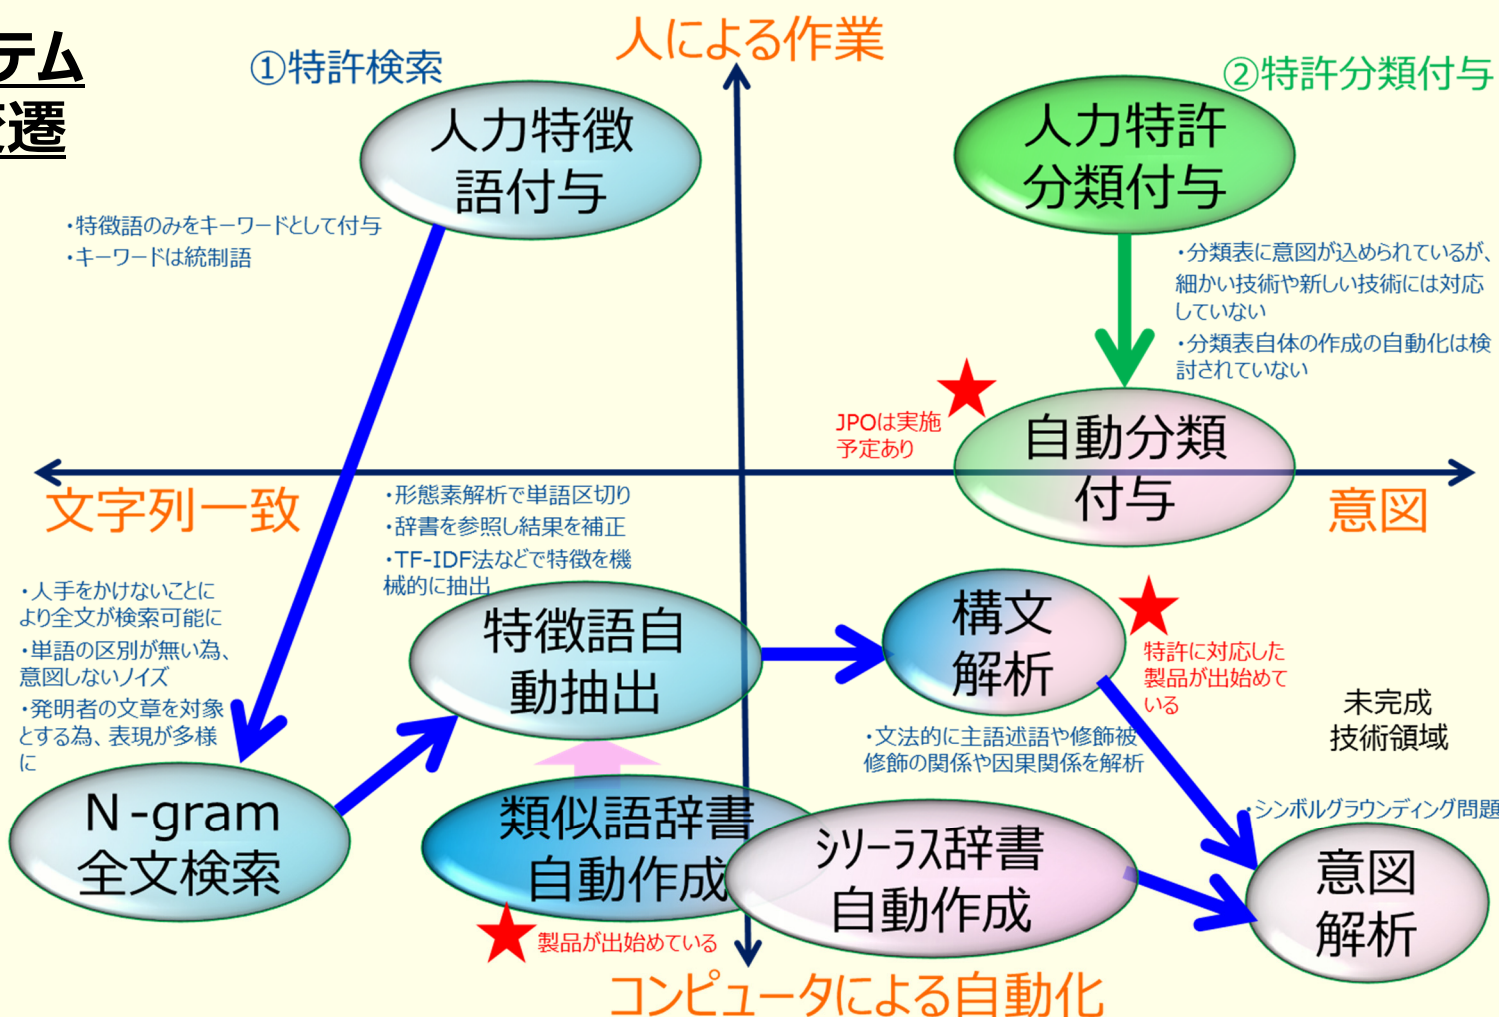 テム
変遷
人による作業
①特許検索
②特許分類付与
人力特徴
語付与
人力特許
分類付与
・特徴語のみをキーワードとして付与
・キーワードは統制語
・分類表に意図が込められているが、
細かい技術や新しい技術には対応
していない
・分類表自体の作成の自動化は検
討されていない
JPOは実施
予定あり
自動分類
付与
文字列一致
意図
・形態素解析で単語区切り
・辞書を参照し結果を補正
・TF-IDF法などで特徴を機
械的に抽出
・人手をかけないことに
より全文が検索可能に
・単語の区別が無い為、
意図しないノイズ
・発明者の文章を対象
とする為、表現が多様
に
特徴語自
動抽出
構文
解析
特許に対応した
製品が出始めて
いる
未完成
技術領域
・文法的に主語述語や修飾被
修飾の関係や因果関係を解析
N-gram
全文検索
類似語辞書
自動作成
シソーラス辞書
自動作成
・シンボルグラウンディング問題
意図
解析
製品が出始めている
コンピュータによる自動化